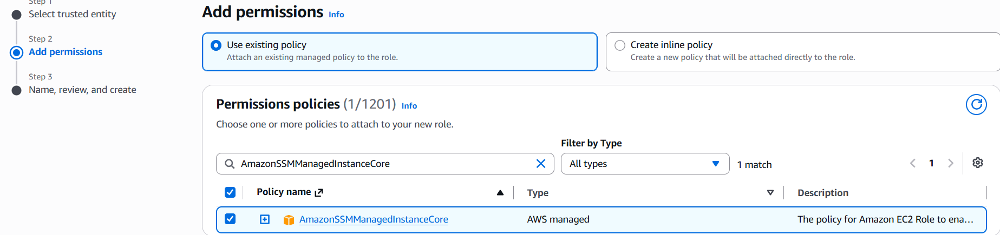 Step 1
Select trusted entity
Step 2
Add permissions
Step 3
Name, review, and create
Add permissions Info
Use existing policy
Attach an existing managed policy to the role.
Create inline policy
Create a new policy that will be attached directly to the role.
Permissions policies (1/1201) Info
Choose one or more policies to attach to your new role.
Filter by Type
AmazonSSMManagedInstanceCore
All types
1 match
1
Policy name
Type
Description
AmazonSSMManagedInstanceCore
AWS managed
The policy for Amazon EC2 Role to ena...